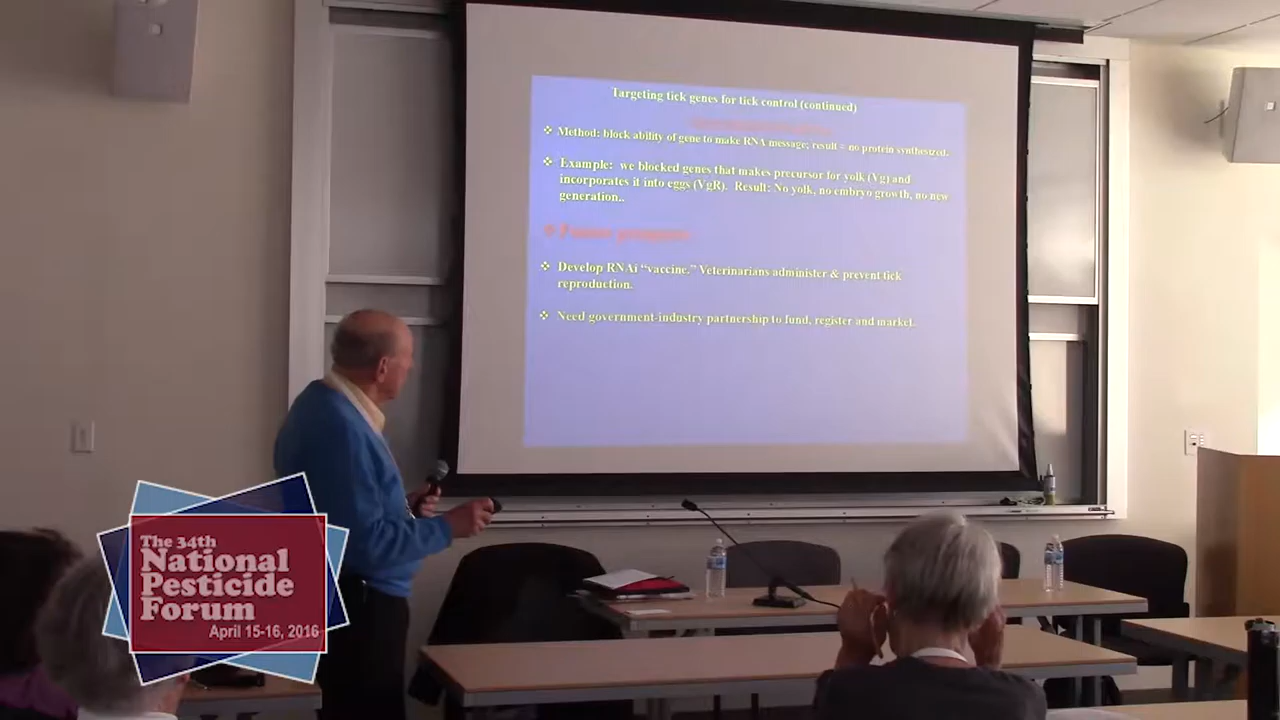 Targeting tick genes for tick control (continued)
❖ Method: block ability of gene to make RNA message; result = no protein synthesized.
❖ Example: we blocked genes that makes precursor for yolk (Vg) and
incorporates it into eggs (VgR). Result: No yolk, no embryo growth, no new
generation..
❖ Develop RNAi “vaccine.” Veterinarians administer & prevent tick
reproduction.
❖ Need government-industry partnership to fund, register and market.
The 34th
National
Pesticide
Forum
April 15-16, 2016